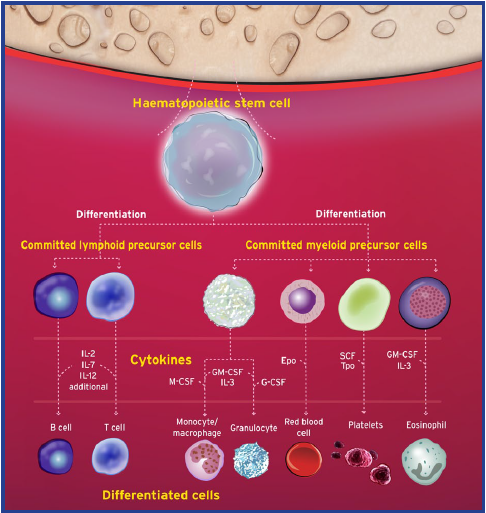 Haematopoietic stem cell
Differentiation
Differentiation
Committed lymphoid precursor cells
Committed myeloid precursor cells
Cytokines
IL-2
IL-7
IL-12
additional
M-CSF
GM-CSF
IL-3
G-CSF
Epo
SCF
Tpo
GM-CSF
IL-3
B cell
T cell
Monocyte/
macrophage
Granulocyte
Red blood
cell
Platelets
Eosinophil
Differentiated cells